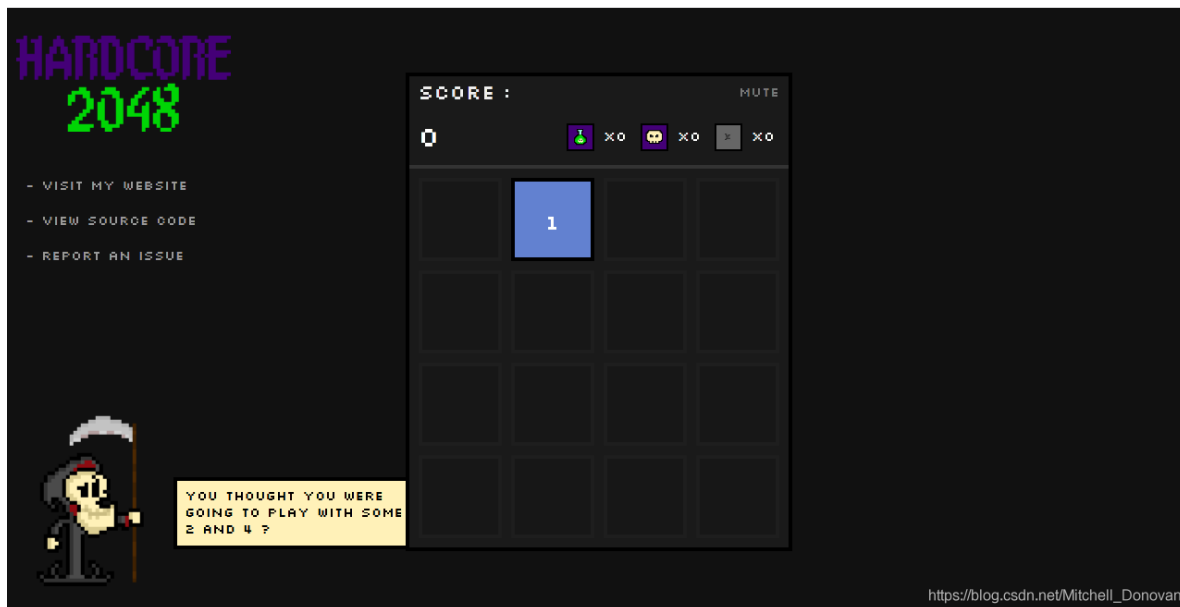 HARDCORE
2048
- VISIT MY WEBSITE
- VIEW SOURCE CODE
- REPORT AN ISSUE
SCORE :
MUTE
0
x0
x0
x
x0
1
YOU THOUGHT YOU WERE
GOING TO PLAY WITH SOME
2 AND 4 ?
https://blog.csdn.net/Mitchell_Donovan